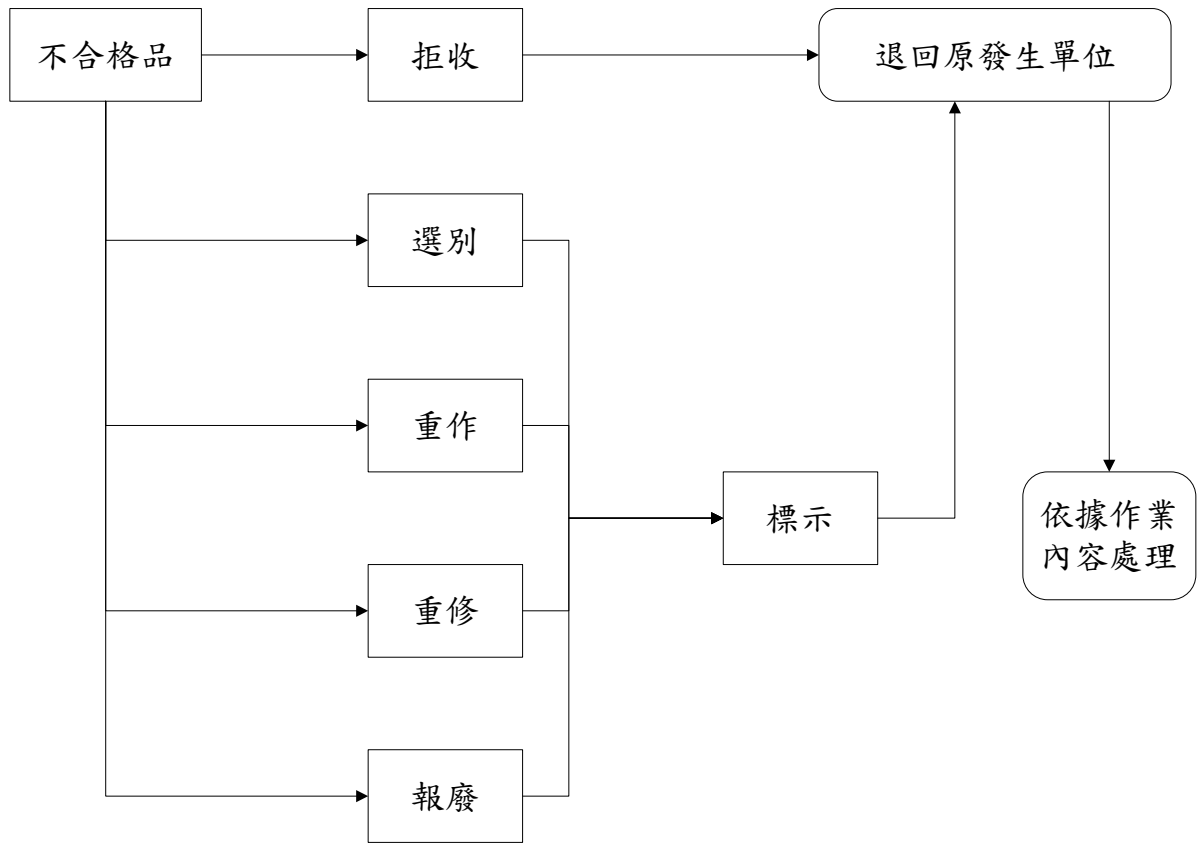 不合格品
拒收
退回原發生單位
選別
重作
標示
依據作業
內容處理
重修
報廢